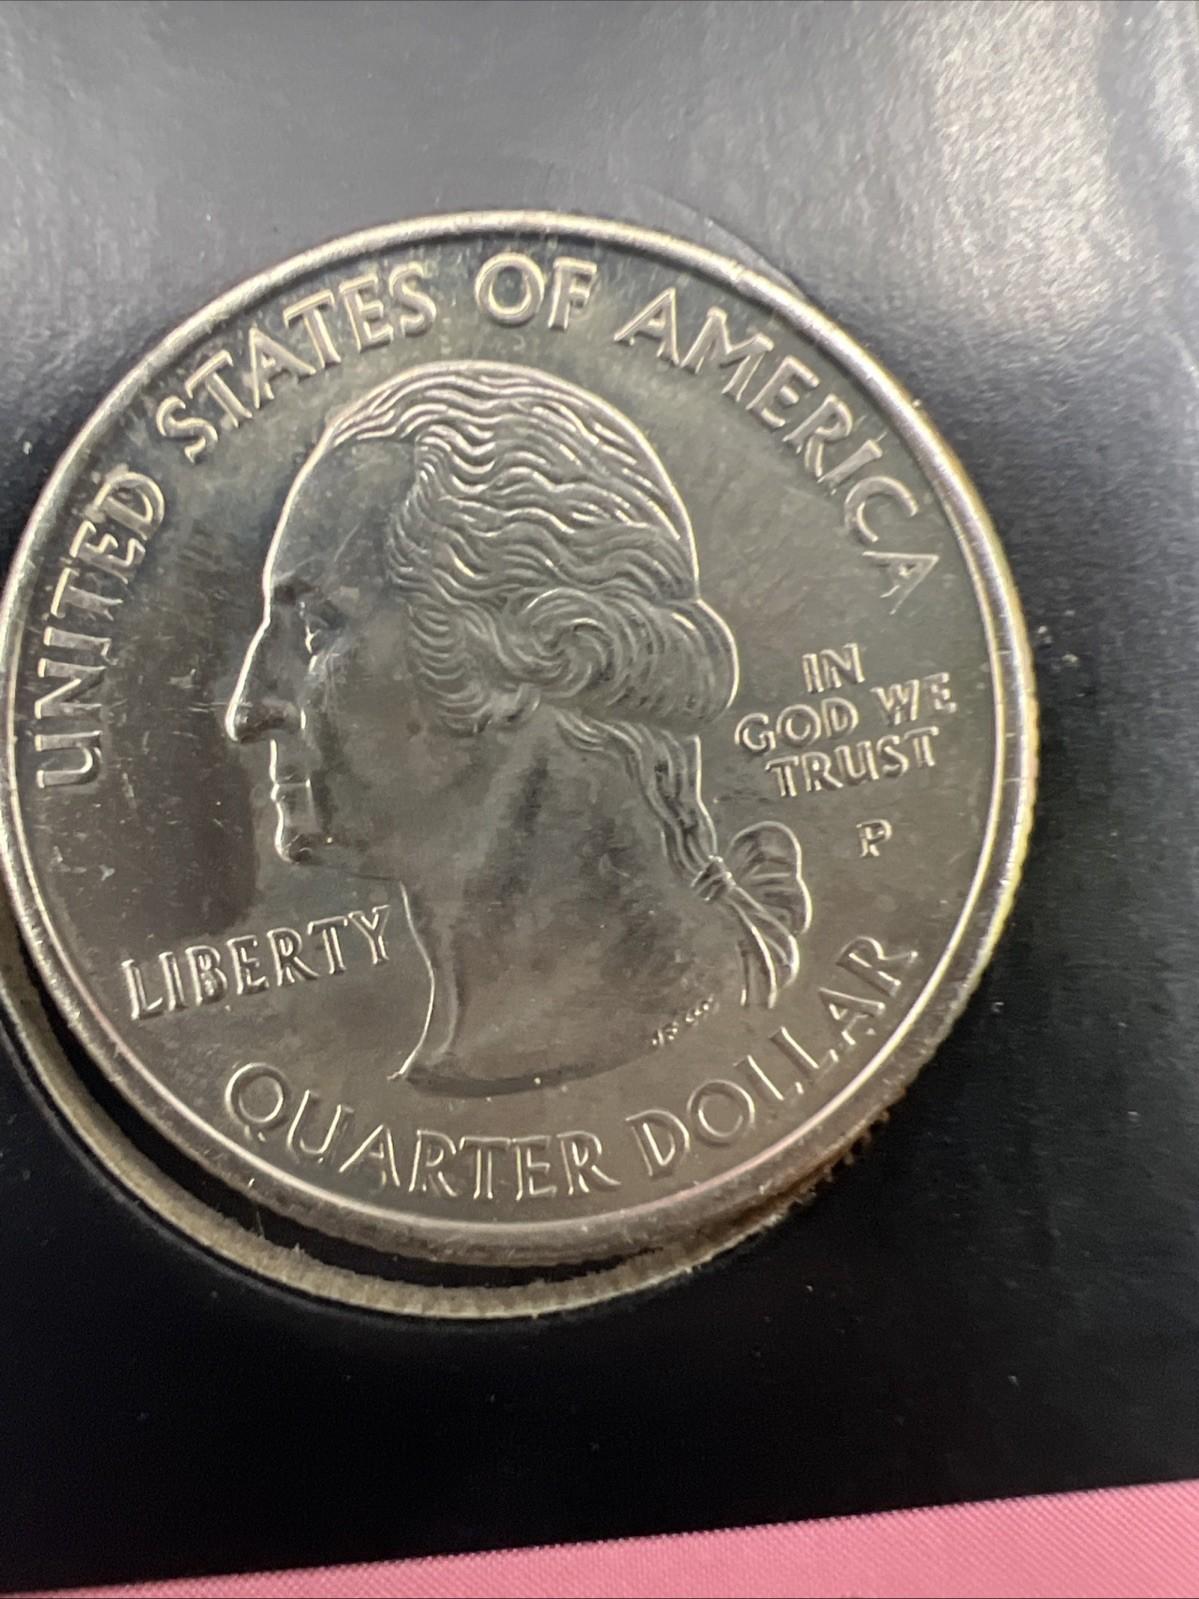 UNITED STATES OF AMERICA
IN
GOD WE
TRUST
P
LIBERTY
QUARTER DOLLAR